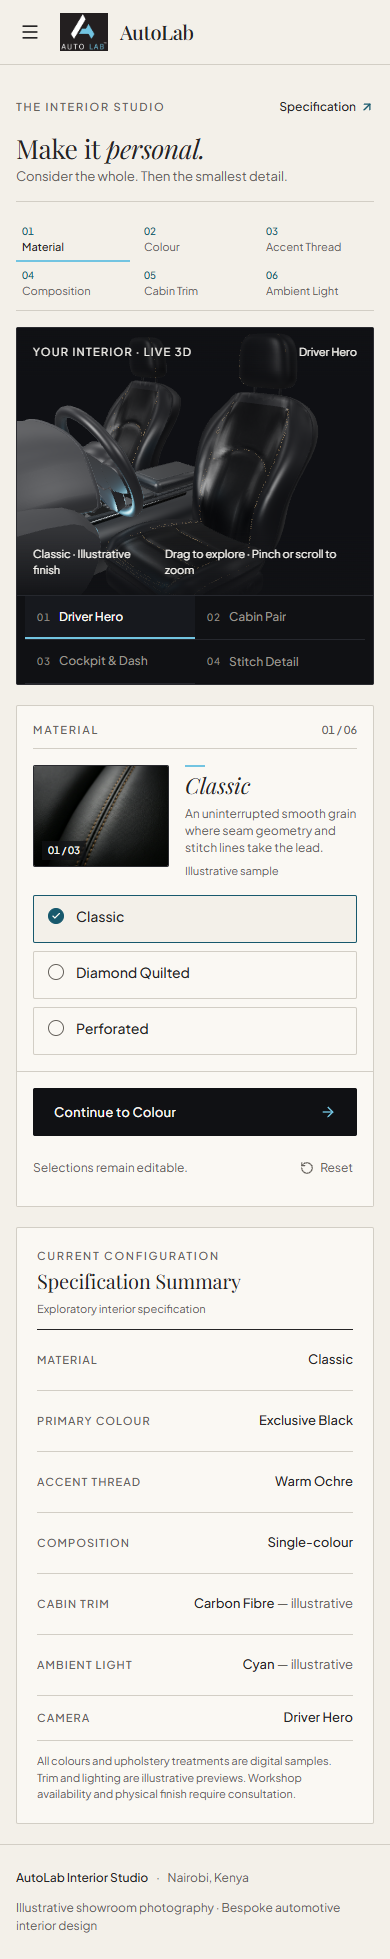 AUTO LAB
AutoLab
THE INTERIOR STUDIO
Specification
Make it personal.
Consider the whole. Then the smallest detail.
01
Material
02
Colour
03
Accent Thread
04
Composition
05
Cabin Trim
06
Ambient Light
YOUR INTERIOR · LIVE 3D
Driver Hero
Classic · Illustrative
finish
Drag to explore · Pinch or scroll to
zoom
01 Driver Hero
02 Cabin Pair
03 Cockpit & Dash
04 Stitch Detail
MATERIAL
01 / 06
01 / 03
Classic
An uninterrupted smooth grain
where seam geometry and
stitch lines take the lead.
Illustrative sample
Classic
Diamond Quilted
Perforated
Continue to Colour
Selections remain editable.
Reset
CURRENT CONFIGURATION
Specification Summary
Exploratory interior specification
MATERIAL Classic
PRIMARY COLOUR Exclusive Black
ACCENT THREAD Warm Ochre
COMPOSITION Single-colour
CABIN TRIM Carbon Fibre — illustrative
AMBIENT LIGHT Cyan — illustrative
CAMERA Driver Hero
All colours and upholstery treatments are digital samples.
Trim and lighting are illustrative previews. Workshop
availability and physical finish require consultation.
AutoLab Interior Studio · Nairobi, Kenya
Illustrative showroom photography · Bespoke automotive
interior design